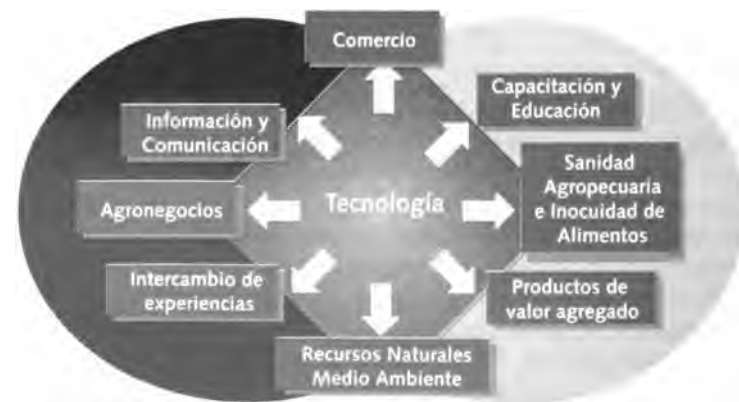 Comercio
Capacitación y
Educación
Información y
Comunicación
Sanidad
Agropecuaria
e Inocuidad de
Alimentos
Agronegocios
Tecnología
Intercambio de
experiencias
Productos de
valor agregado
Recursos Naturales
Medio Ambiente